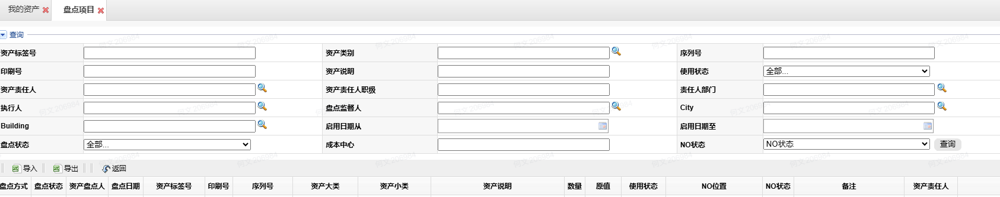 我的资产 盘点项目
查询
资产标签号 资产类别 序列号
印刷号 资产说明 使用状态 全部...
资产责任人 资产责任人职级 责任人部门
执行人 盘点监督人 City
Building 启用日期从 启用日期至
盘点状态 全部... 成本中心 NO状态 NO状态 查询
导入 导出 返回
盘点方式 盘点状态 资产盘点人 盘点日期 资产标签号 印刷号 序列号 资产大类 资产小类 资产说明 数量 原值 使用状态 NO位置 NO状态 备注 资产责任人